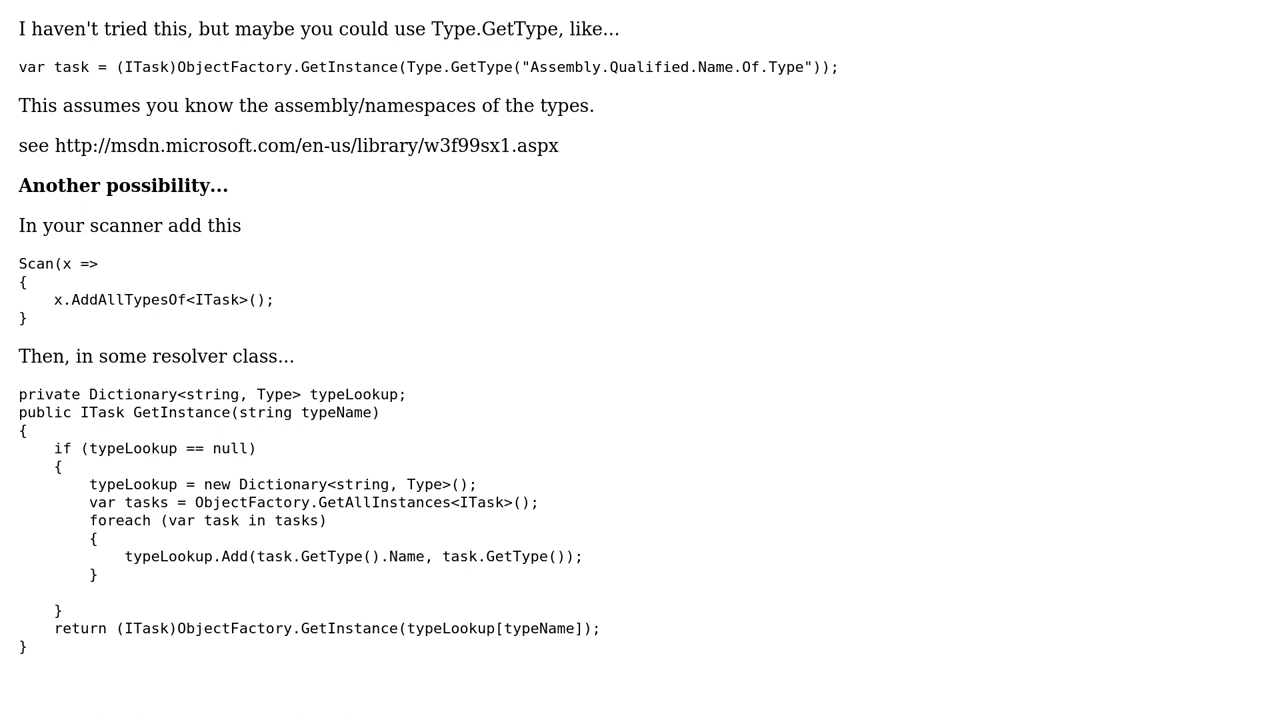 I haven't tried this, but maybe you could use Type.GetType, like...
var task = (ITask)ObjectFactory.GetInstance(Type.GetType("Assembly.Qualified.Name.Of.Type"));
This assumes you know the assembly/namespaces of the types.
see http://msdn.microsoft.com/en-us/library/w3f99sx1.aspx
Another possibility...
In your scanner add this
Scan(x =>
{
    x.AddAllTypesOf<ITask>();
}
Then, in some resolver class...
private Dictionary<string, Type> typeLookup;
public ITask GetInstance(string typeName)
{
    if (typeLookup == null)
    {
        typeLookup = new Dictionary<string, Type>();
        var tasks = ObjectFactory.GetAllInstances<ITask>();
        foreach (var task in tasks)
        {
            typeLookup.Add(task.GetType().Name, task.GetType());
        }

    }
    return (ITask)ObjectFactory.GetInstance(typeLookup[typeName]);
}